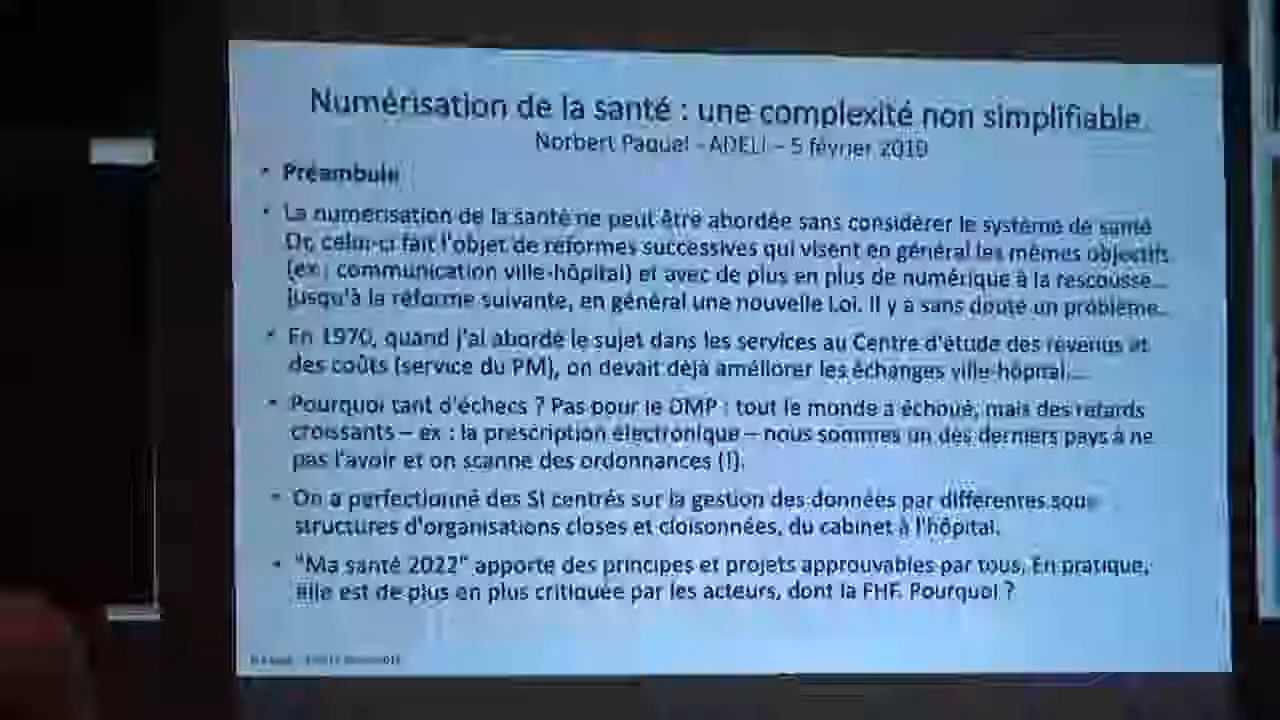 Numérisation de la santé : une complexité non simplifiable
Norbert Paquel - ADELI - 5 février 2019
• Préambule
• La numérisation de la santé ne peut être abordée sans considérer le système de santé
Or, celui-ci fait l'objet de réformes successives qui visent en général les mêmes objectifs
(ex : communication ville-hôpital) et avec de plus en plus de numérique à la rescousse...
jusqu'à la réforme suivante, en général une nouvelle Loi. Il y a sans doute un problème...
• En 1970, quand j'ai abordé le sujet dans les services au Centre d'étude des revenus et
des coûts (service du PM), on devait déjà améliorer les échanges ville-hôpital....
• Pourquoi tant d'échecs ? Pas pour le DMP : tout le monde a échoué, mais des retards
croissants – ex : la prescription électronique – nous sommes un des derniers pays à ne
pas l'avoir et on scanne des ordonnances (!).
• On a perfectionné des SI centrés sur la gestion des données par différentes sous
structures d'organisations closes et cloisonnées, du cabinet à l'hôpital.
• "Ma santé 2022" apporte des principes et projets approuvables par tous. En pratique,
elle est de plus en plus critiquée par les acteurs, dont la FHF. Pourquoi ?